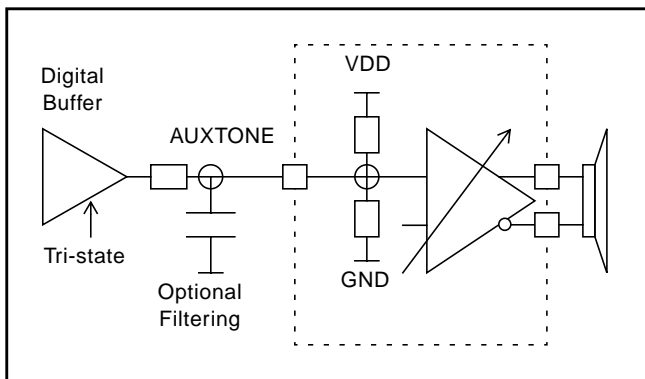 VDD
Digital
Buffer
AUXTONE
Tri-state
GND
Optional
Filtering